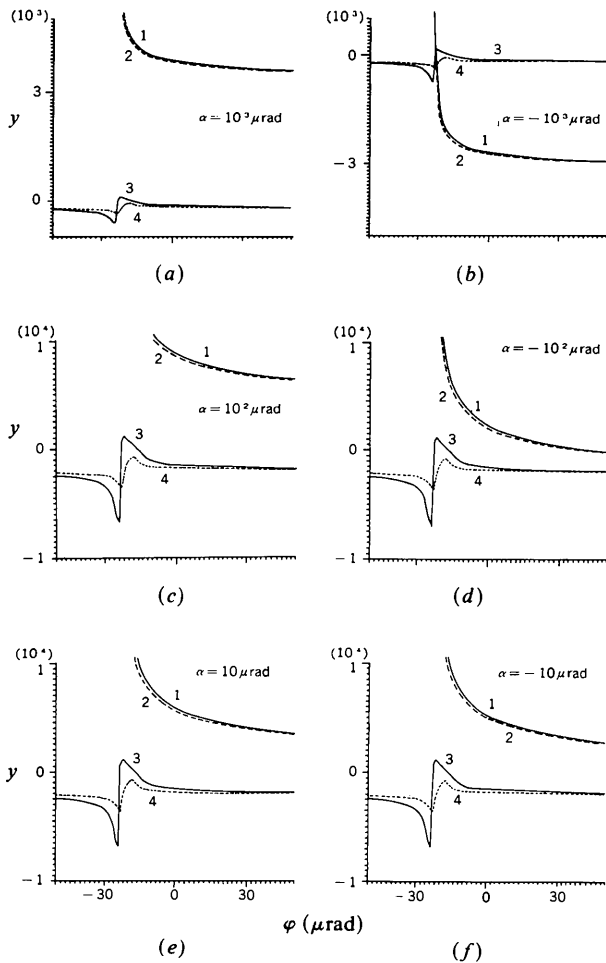 (10³) (10³)
1
2
3
y
α = 10³ μrad
0
3
4
(a)
0
3
4
α = −10³ μrad
1
2
−3
(b)
(10⁴)
1
1
2
α = 10² μrad
y
0
3
4
−1
(c)
(10⁴)
1
α = −10² μrad
2
1
0
3
4
−1
(d)
(10⁴)
1
α = 10 μrad
1
2
y
0
3
4
−1
−30 0
(e)
(10⁴)
1
α = −10 μrad
1
2
0
3
4
−1
−30 0
φ (μrad)
(f)